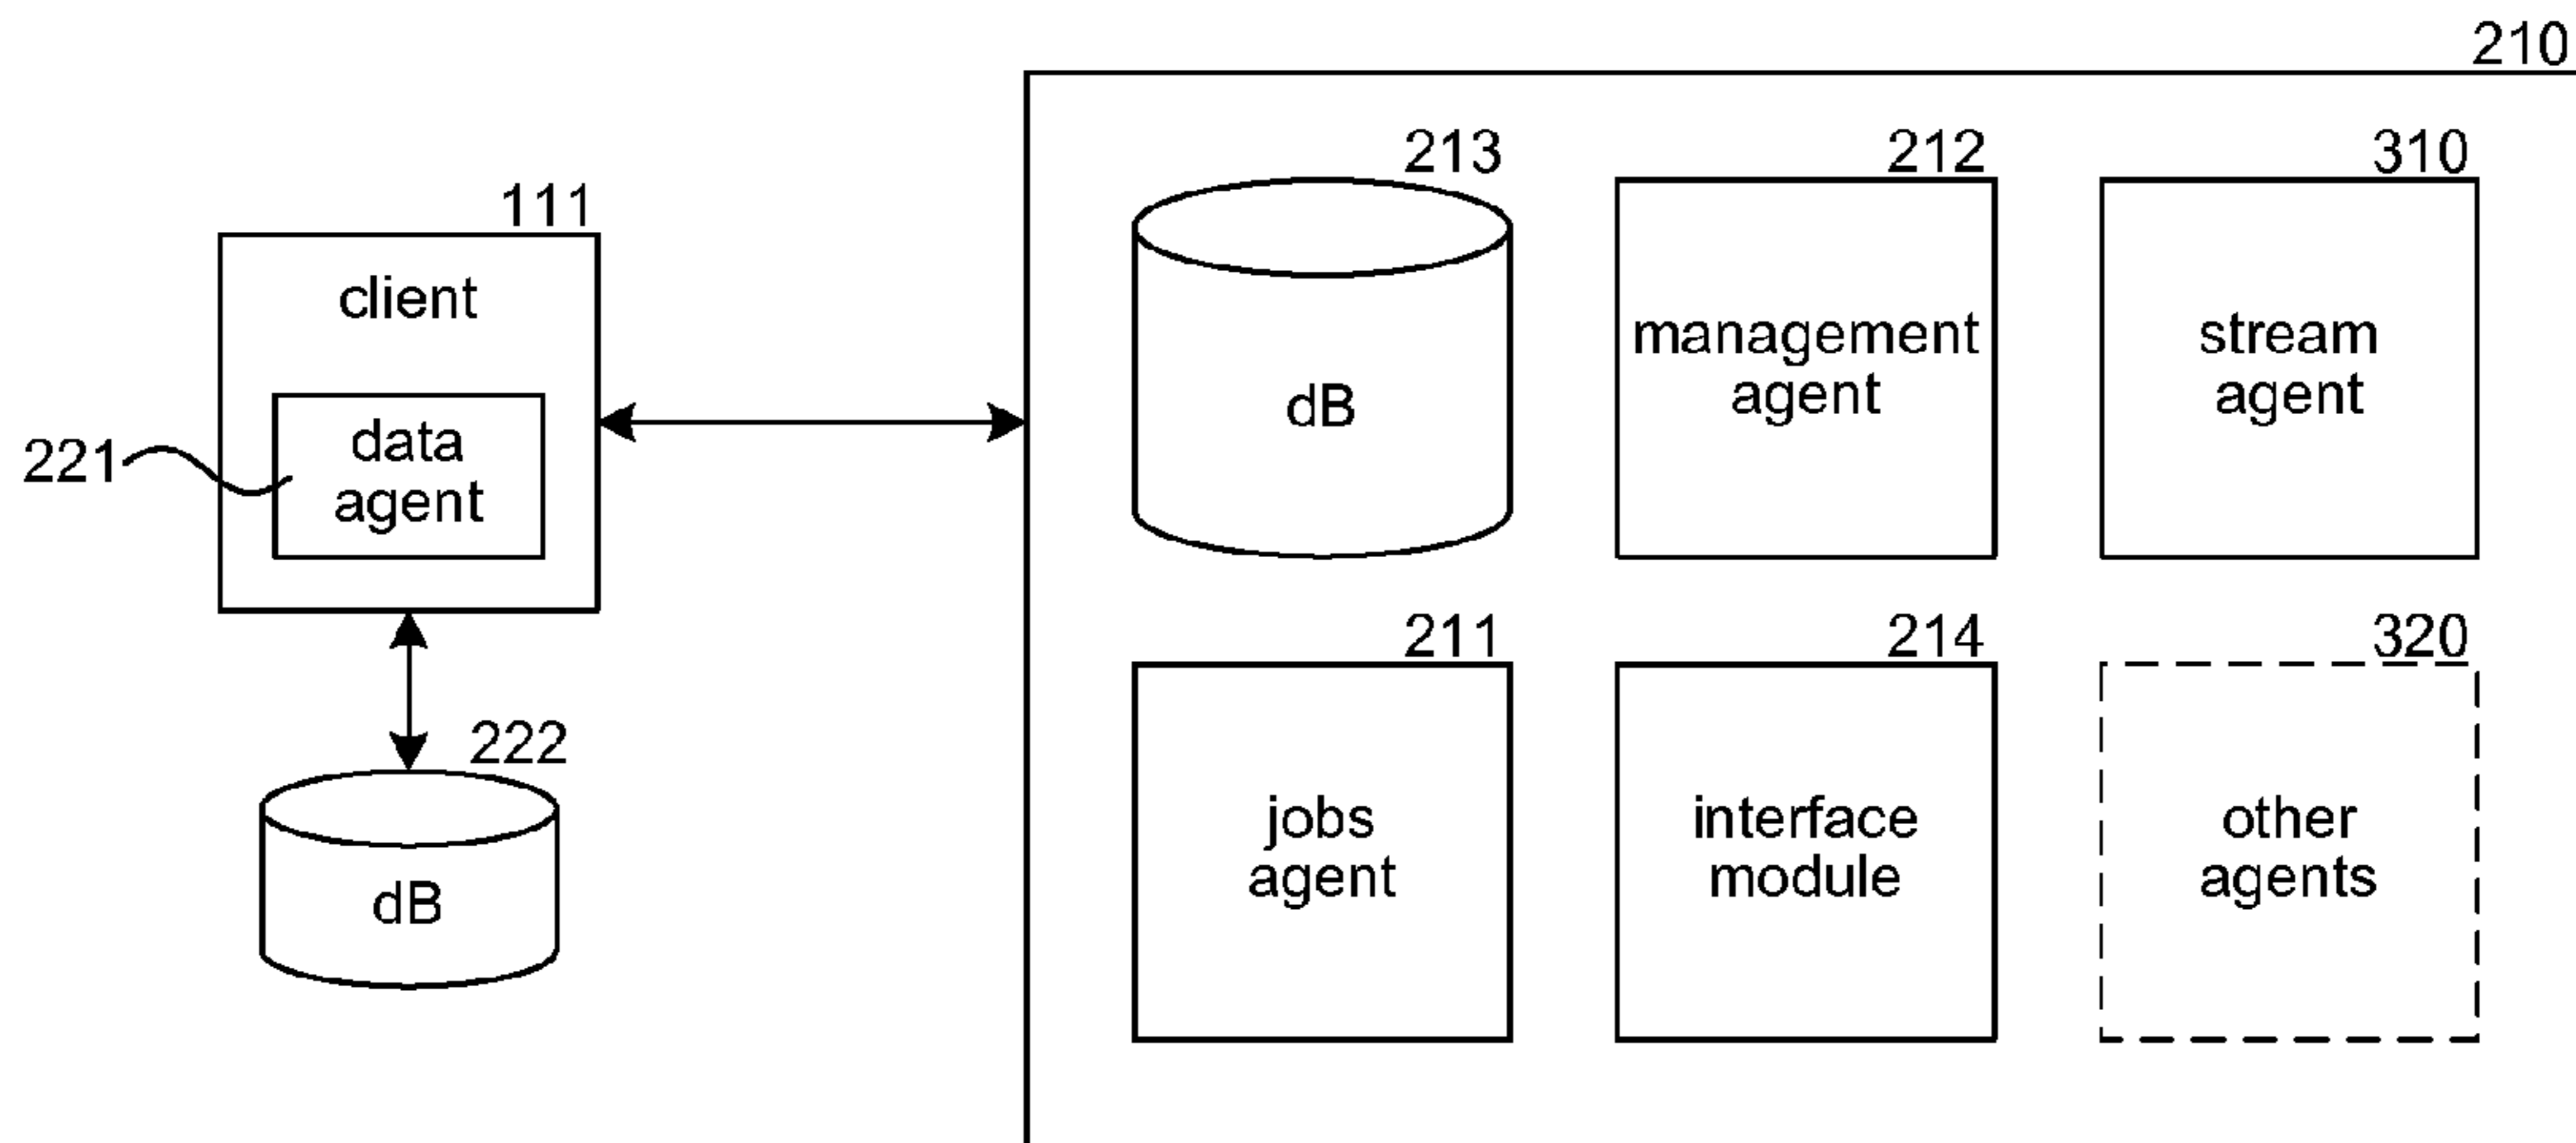 210
213
212
310
111
client
management
agent
stream
agent
dB
data
agent
221
211
214
320
222
jobs
agent
interface
module
other
agents
dB